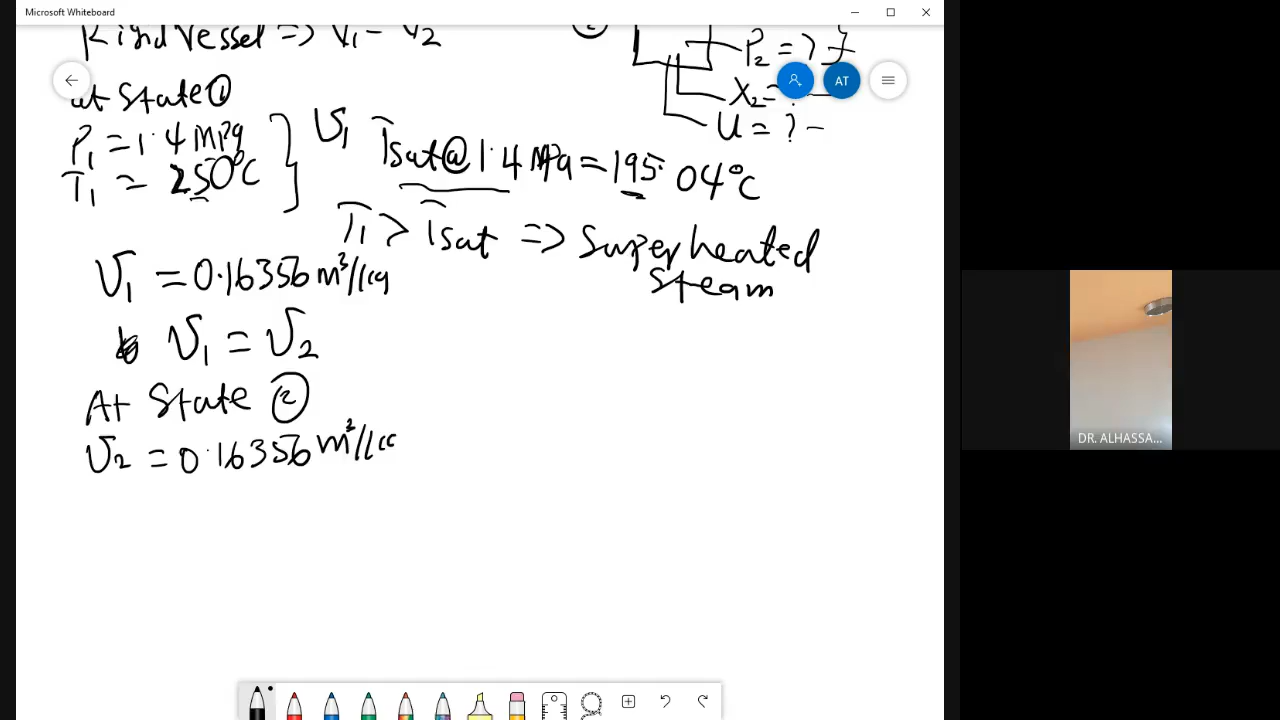 Microsoft Whiteboard
Rigid Vessel => V1 = V2
2
P2 = ?
X2 = ?
U = ?
AT
at State 1
P1 = 1.4 MPa
T1 = 250°C
v1
Tsat@1.4 MPa = 195.04°C
T1 > Tsat => Superheated
steam
v1 = 0.16356 m³/kg
v1 = v2
At State 2
v2 = 0.16356 m³/k
DR. ALHASSA...